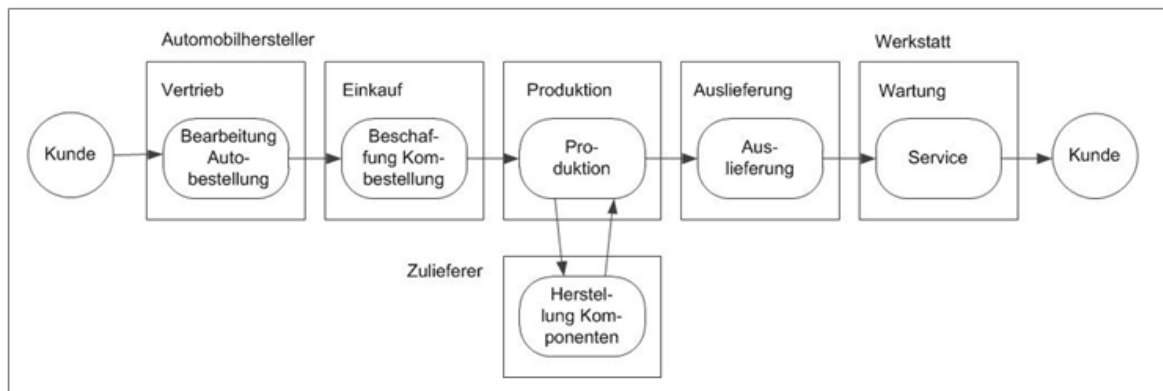 Automobilhersteller
Werkstatt
Vertrieb
Einkauf
Produktion
Auslieferung
Wartung
Kunde
Bearbeitung
Auto-
bestellung
Beschaf-
fung Kom-
bestellung
Pro-
duktion
Aus-
lieferung
Service
Kunde
Zulieferer
Herstel-
lung Kom-
ponenten